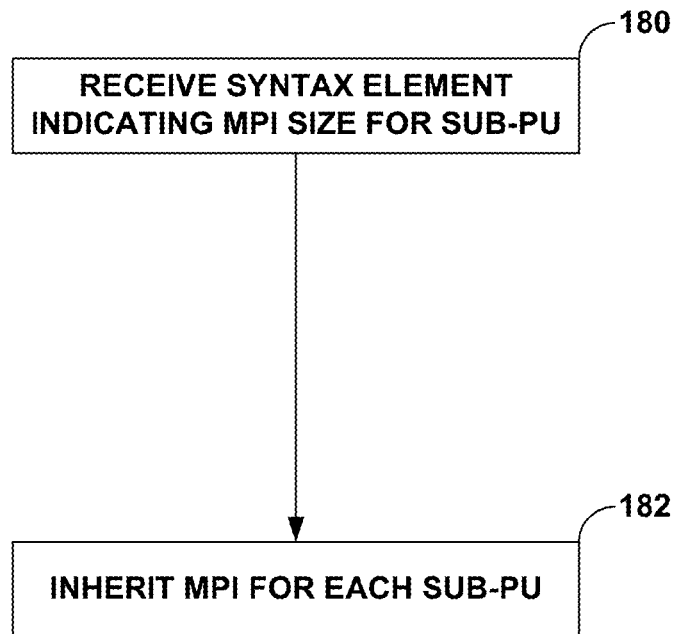 180
RECEIVE SYNTAX ELEMENT
INDICATING MPI SIZE FOR SUB-PU
182
INHERIT MPI FOR EACH SUB-PU